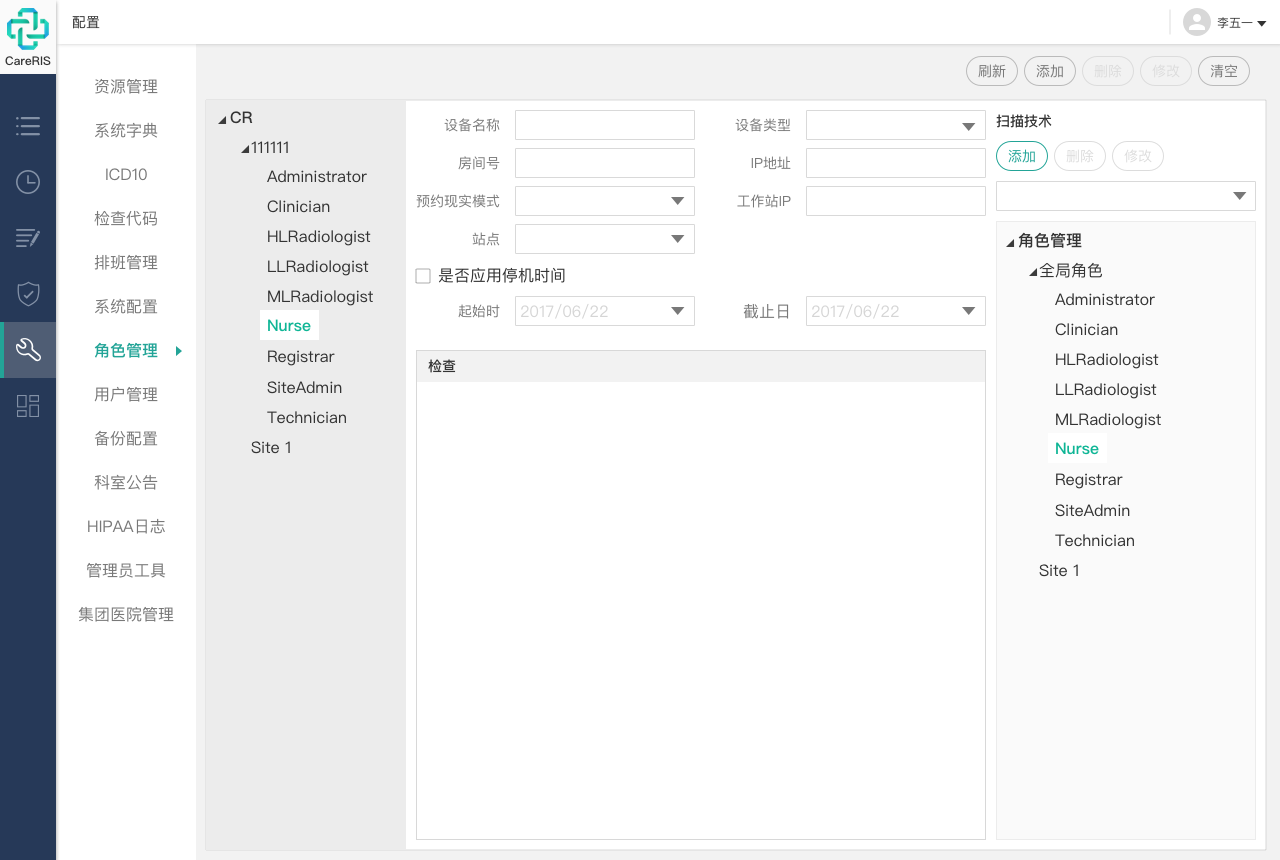 CareRIS
配置
李五一
资源管理
系统字典
ICD10
检查代码
排班管理
系统配置
角色管理
用户管理
备份配置
科室公告
HIPAA日志
管理员工具
集团医院管理
刷新 添加 删除 修改 清空
CR
111111
Administrator
Clinician
HLRadiologist
LLRadiologist
MLRadiologist
Nurse
Registrar
SiteAdmin
Technician
Site 1
设备名称 设备类型
房间号 IP地址
预约现实模式 工作站IP
站点
是否应用停机时间
起始时 2017/06/22 截止日 2017/06/22
检查
扫描技术
添加 删除 修改
角色管理
全局角色
Administrator
Clinician
HLRadiologist
LLRadiologist
MLRadiologist
Nurse
Registrar
SiteAdmin
Technician
Site 1